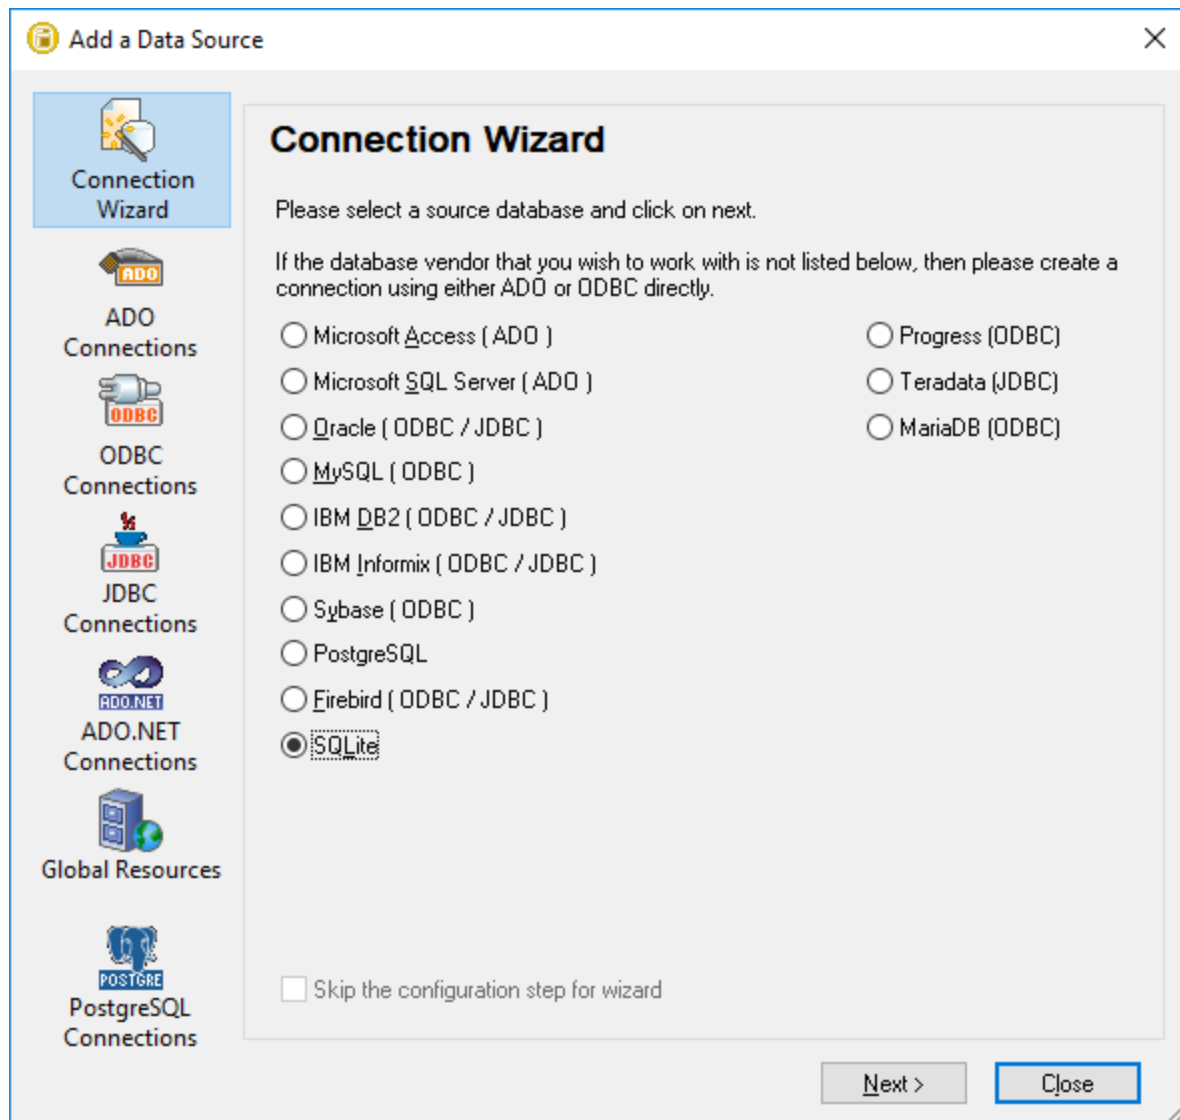 Add a Data Source
Connection
Wizard
ADO
ADO
Connections
ODBC
ODBC
Connections
JDBC
JDBC
Connections
ADO.NET
ADO.NET
Connections
Global Resources
POSTGRE
PostgreSQL
Connections
Connection Wizard
Please select a source database and click on next.
If the database vendor that you wish to work with is not listed below, then please create a
connection using either ADO or ODBC directly.
Microsoft Access ( ADO )
Microsoft SQL Server ( ADO )
Oracle ( ODBC / JDBC )
MySQL ( ODBC )
IBM DB2 ( ODBC / JDBC )
IBM Informix ( ODBC / JDBC )
Sybase ( ODBC )
PostgreSQL
Firebird ( ODBC / JDBC )
SQLite
Progress (ODBC)
Teradata (JDBC)
MariaDB (ODBC)
Skip the configuration step for wizard
Next >
Close